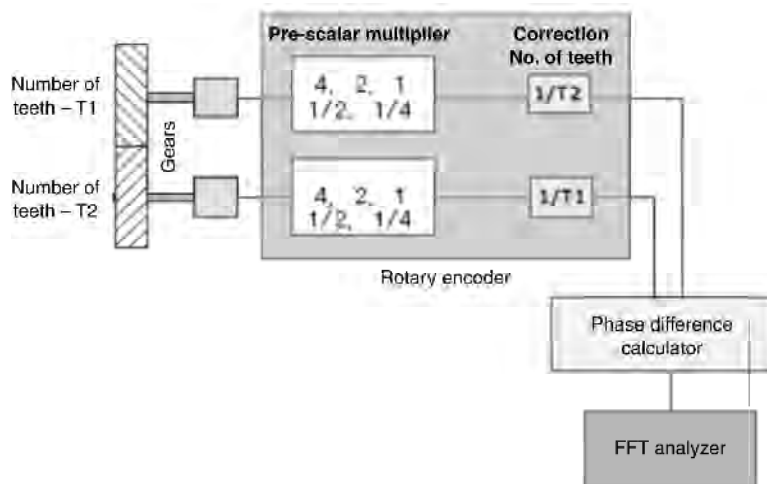 Pre-scalar multiplier
Correction
No. of teeth
Number of
teeth – T1
4, 2, 1
1/2, 1/4
1/T2
Gears
Number of
teeth – T2
4, 2, 1
1/2, 1/4
1/T1
Rotary encoder
Phase difference
calculator
FFT analyzer